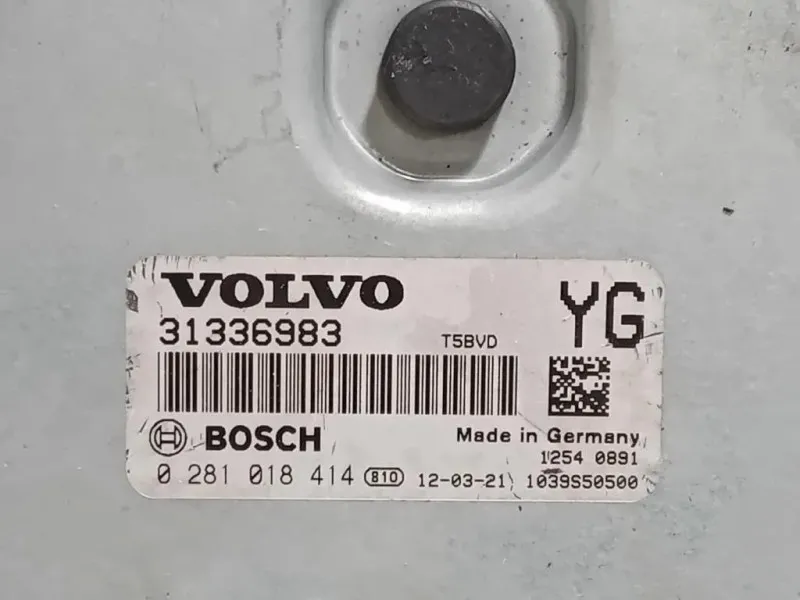 VOLVO YG
31336983 T5BVD
BOSCH Made in Germany
1254 0891
0 281 018 414 810 12-03-21 1039S50500